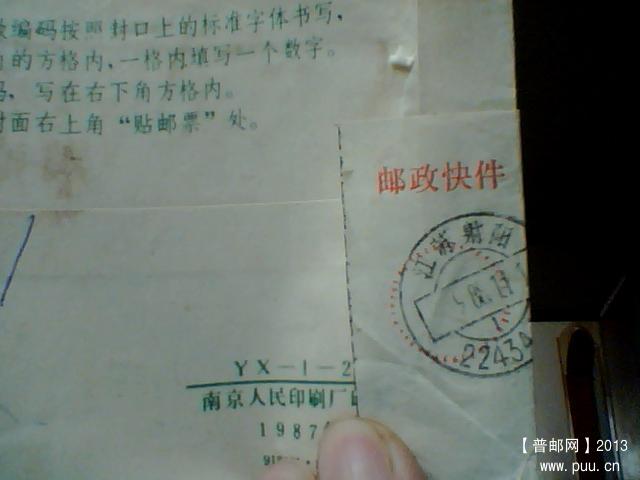 编码按照封口上的标准字体书写,
的方格内,一格内填写一个数字。
码,写在右下角方格内。
封面右上角“贴邮票”处。
邮政快件
江苏射阳
2243
YX—1—2
南京人民印刷厂
1987
【普邮网】2013
www.puu.cn